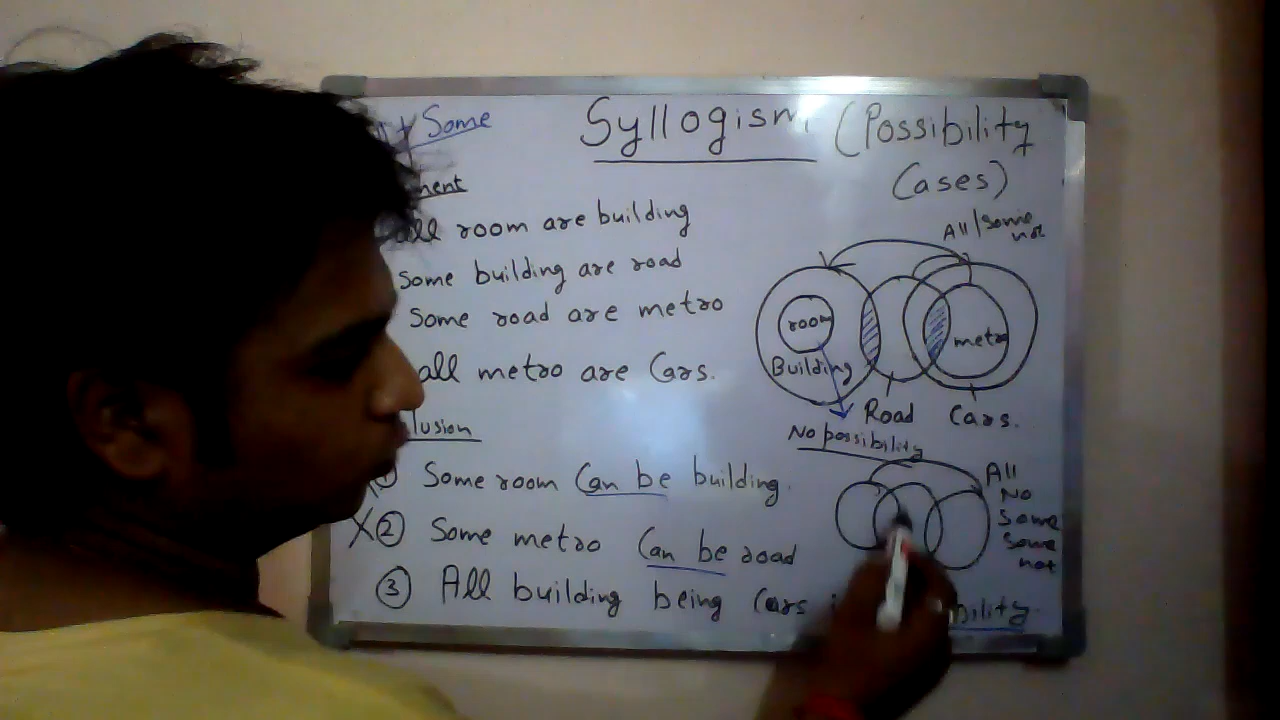 Some
Syllogism (Possibility
Cases)
ment
all room are building
some building are road
Some road are metro
all metro are Cars.
lusion
Some room Can be building.
X② Some metro Can be road
③ All building being Cars
bility
All/Some
not
room
Building
metro
Road
Cars.
No possibility
All
No
Some
Some
not